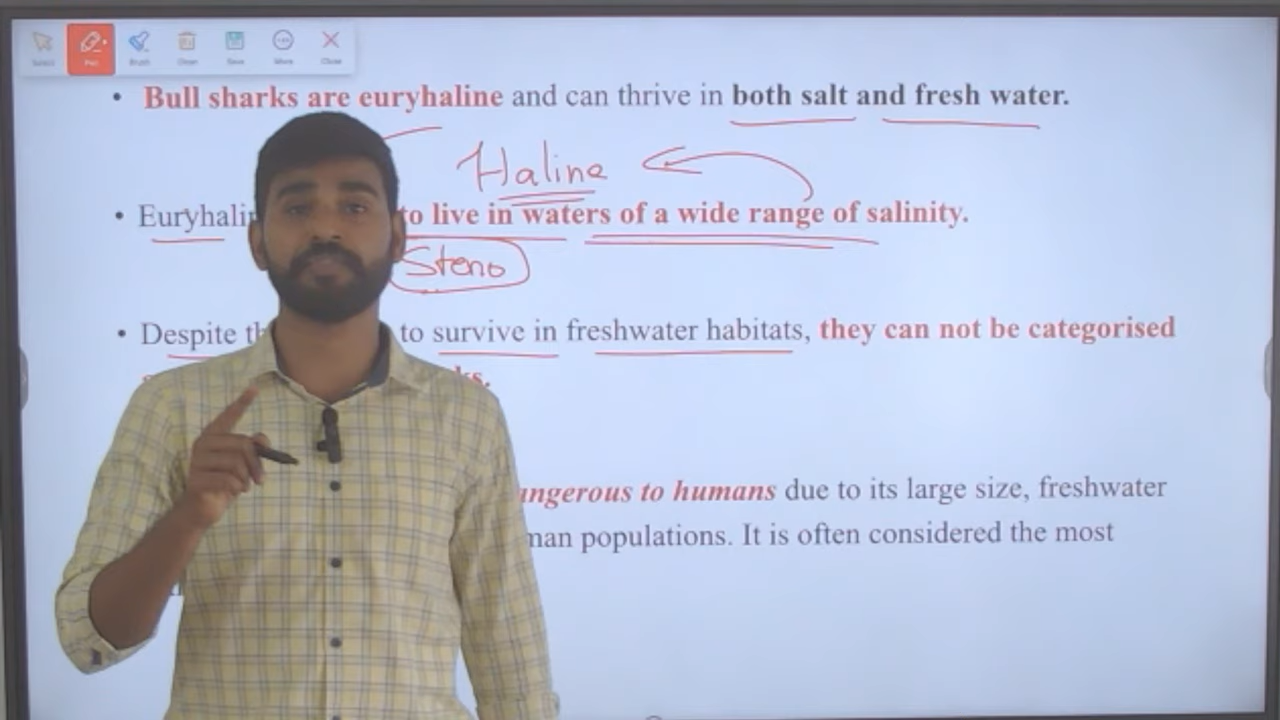 Select Pen Brush Clean Save More Close
• Bull sharks are euryhaline and can thrive in both salt and fresh water.
Haline
• Euryhalin to live in waters of a wide range of salinity.
Steno
• Despite th to survive in freshwater habitats, they can not be categorised
ks.
angerous to humans due to its large size, freshwater
man populations. It is often considered the most